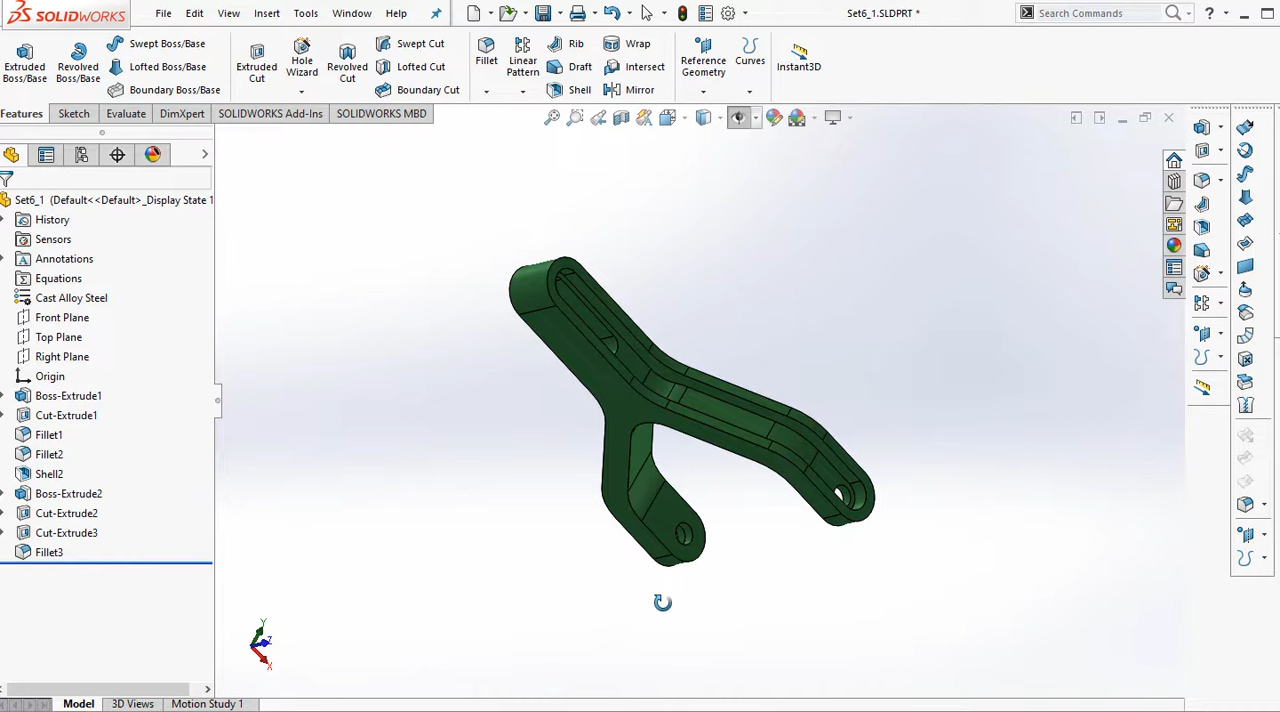 SOLIDWORKS File Edit View Insert Tools Window Help Set6_1.SLDPRT * Search Commands ?
Extruded Boss/Base
Revolved Boss/Base
Swept Boss/Base
Lofted Boss/Base
Boundary Boss/Base
Extruded Cut
Hole Wizard
Revolved Cut
Swept Cut
Lofted Cut
Boundary Cut
Fillet
Linear Pattern
Rib
Draft
Shell
Wrap
Intersect
Mirror
Reference Geometry
Curves
Instant3D
Features Sketch Evaluate DimXpert SOLIDWORKS Add-Ins SOLIDWORKS MBD
Set6_1 (Default<<Default>_Display State 1
History
Sensors
Annotations
Equations
Cast Alloy Steel
Front Plane
Top Plane
Right Plane
Origin
Boss-Extrude1
Cut-Extrude1
Fillet1
Fillet2
Shell2
Boss-Extrude2
Cut-Extrude2
Cut-Extrude3
Fillet3
Y
Z
X
Model 3D Views Motion Study 1